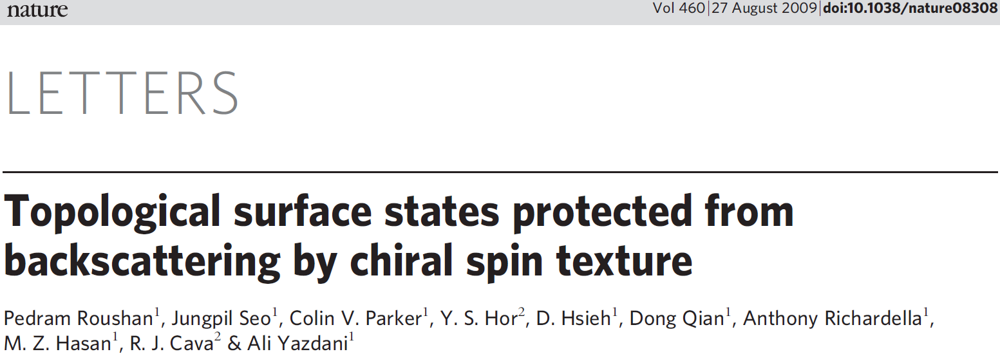 nature
Vol 460|27 August 2009|doi:10.1038/nature08308
LETTERS
Topological surface states protected from
backscattering by chiral spin texture
Pedram Roushan¹, Jungpil Seo¹, Colin V. Parker¹, Y. S. Hor², D. Hsieh¹, Dong Qian¹, Anthony Richardella¹,
M. Z. Hasan¹, R. J. Cava² & Ali Yazdani¹